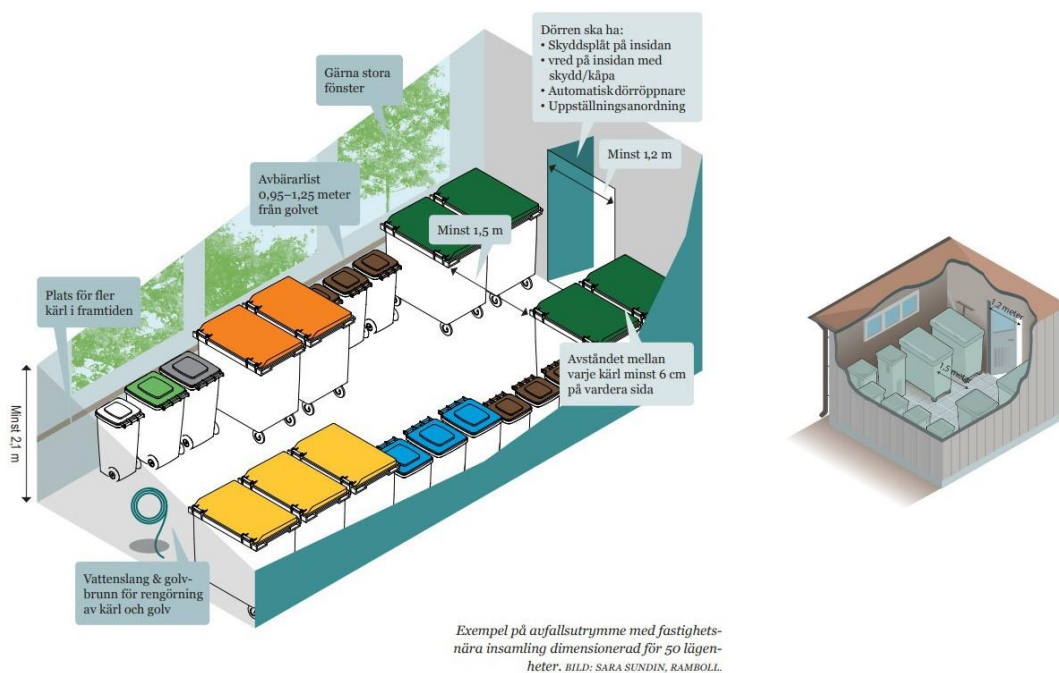 Dörren ska ha:
• Skyddsplåt på insidan
• vred på insidan med
skydd/kåpa
• Automatisk dörröppnare
• Uppställningsanordning
Gärna stora
fönster
Minst 1,2 m
Avbärarlist
0,95–1,25 meter
från golvet
Minst 1,5 m
Plats för fler
kärl i framtiden
Avståndet mellan
varje kärl minst 6 cm
på vardera sida
Minst 2,1 m
Vattenslang & golv-
brunn för rengörning
av kärl och golv
1,2 meter
1,5 meter
Exempel på avfallsutrymme med fastighets-
nära insamling dimensionerad för 50 lägen-
heter. BILD: SARA SUNDIN, RAMBOLL.